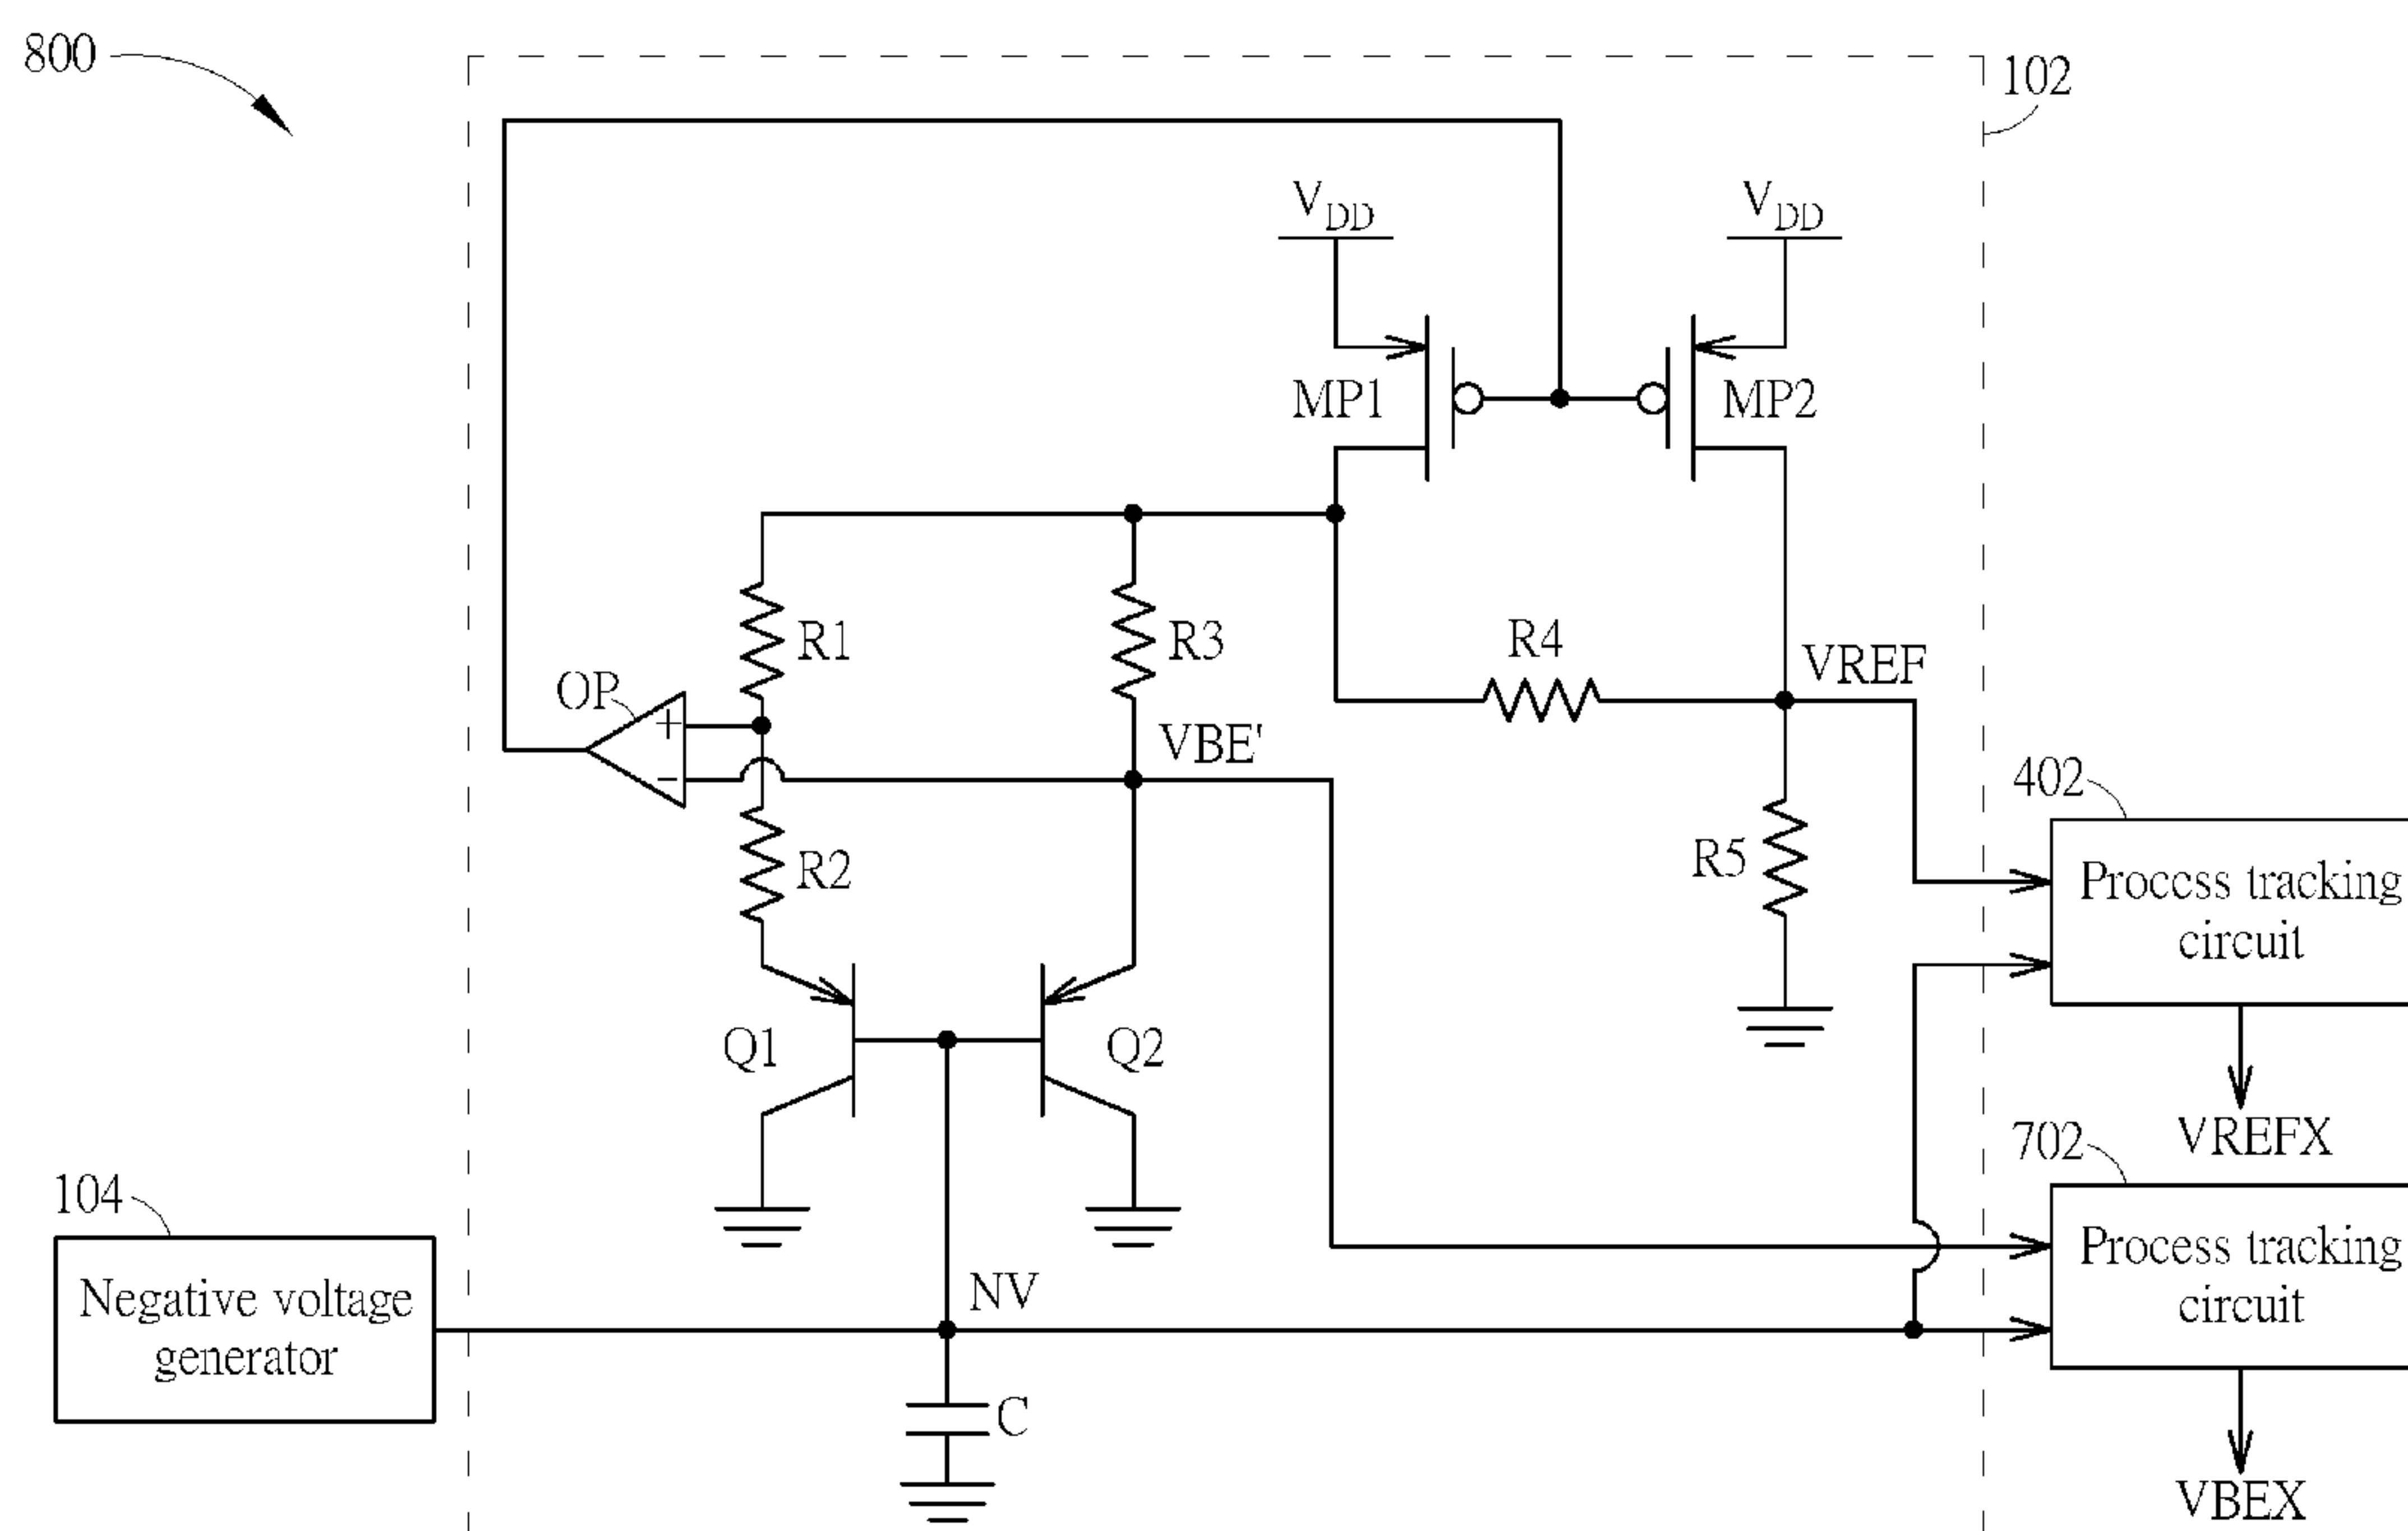 800
102
VDD
VDD
MP1
MP2
R1
R3
R4
VREF
OP
+
−
VBE'
402
R2
R5
Process tracking
circuit
Q1
Q2
VREFX
104
702
Negative voltage
generator
NV
Process tracking
circuit
C
VBEX